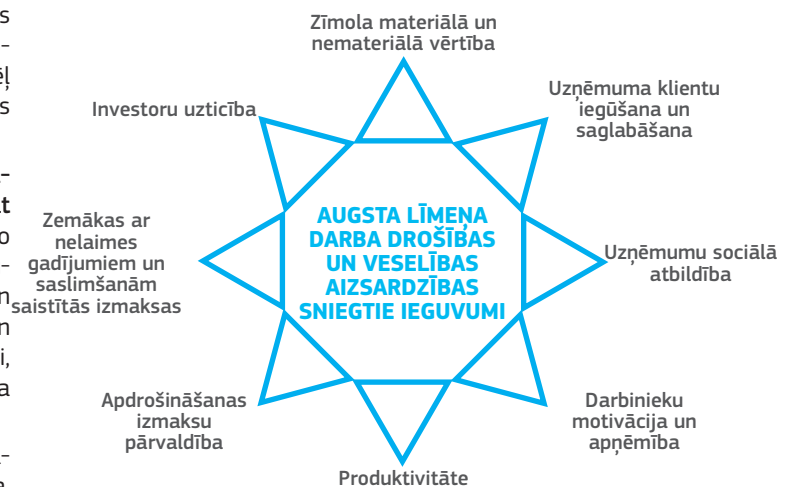 Zīmola materiālā un
nemateriālā vērtība
Uzņēmuma klientu
iegūšana un
saglabāšana
Uzņēmumu sociālā
atbildība
Darbinieku
motivācija un
apņēmība
Produktivitāte
Apdrošināšanas
izmaksu
pārvaldība
Zemākas ar
nelaimes
gadījumiem un
saslimšanām
saistītās izmaksas
Investoru uzticība
AUGSTA LĪMEŅA
DARBA DROŠĪBAS
UN VESELĪBAS
AIZSARDZĪBAS
SNIEGTIE IEGUVUMI